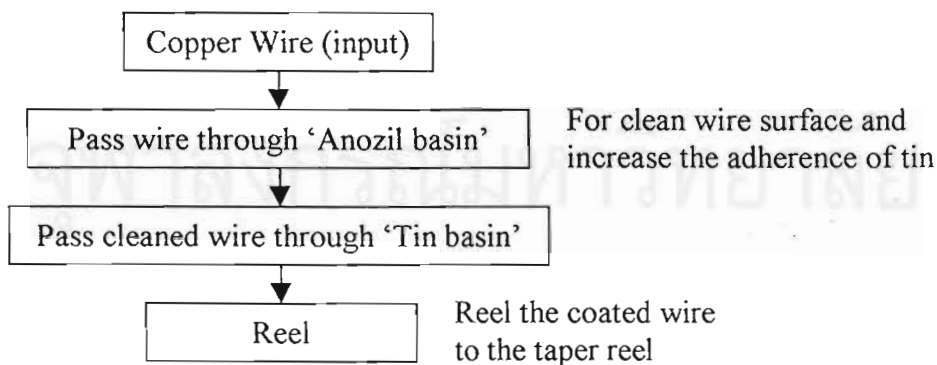 Copper Wire (input)
Pass wire through ‘Anozil basin’
For clean wire surface and
increase the adherence of tin
Pass cleaned wire through ‘Tin basin’
Reel
Reel the coated wire
to the taper reel